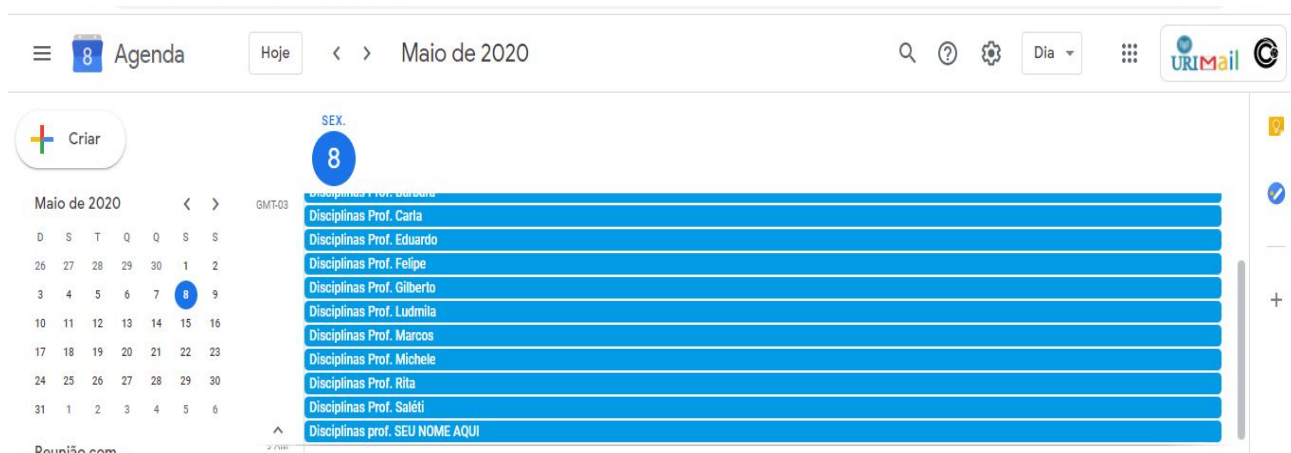 8 Agenda Hoje Maio de 2020 Dia URIMail
Criar
SEX.
8
Maio de 2020
GMT-03
D S T Q Q S S
26 27 28 29 30 1 2
3 4 5 6 7 8 9
10 11 12 13 14 15 16
17 18 19 20 21 22 23
24 25 26 27 28 29 30
31 1 2 3 4 5 6
Disciplinas Prof. Carla
Disciplinas Prof. Eduardo
Disciplinas Prof. Felipe
Disciplinas Prof. Gilberto
Disciplinas Prof. Ludmila
Disciplinas Prof. Marcos
Disciplinas Prof. Michele
Disciplinas Prof. Rita
Disciplinas Prof. Saléti
Disciplinas prof. SEU NOME AQUI
Reunião com